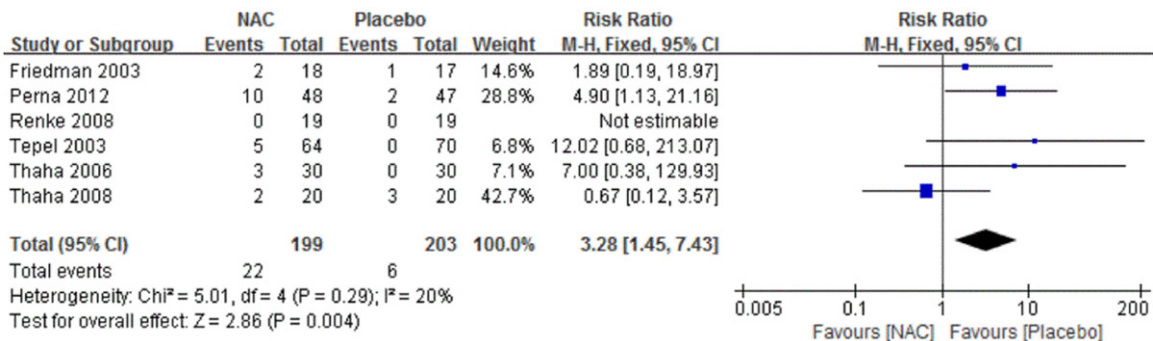 NAC Placebo Risk Ratio Risk Ratio
Study or Subgroup Events Total Events Total Weight M-H, Fixed, 95% CI M-H, Fixed, 95% CI
Friedman 2003 2 18 1 17 14.6% 1.89 [0.19, 18.97]
Perna 2012 10 48 2 47 28.8% 4.90 [1.13, 21.16]
Renke 2008 0 19 0 19 Not estimable
Tepel 2003 5 64 0 70 6.8% 12.02 [0.68, 213.07]
Thaha 2006 3 30 0 30 7.1% 7.00 [0.38, 129.93]
Thaha 2008 2 20 3 20 42.7% 0.67 [0.12, 3.57]
Total (95% CI) 199 203 100.0% 3.28 [1.45, 7.43]
Total events 22 6
Heterogeneity: Chi² = 5.01, df = 4 (P = 0.29); I² = 20%
Test for overall effect: Z = 2.86 (P = 0.004)
0.005 0.1 1 10 200
Favours [NAC] Favours [Placebo]